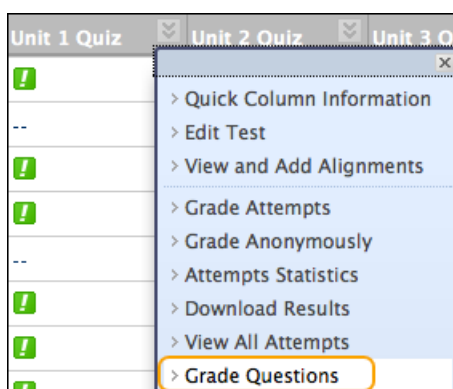 Unit 1 Quiz Unit 2 Quiz Unit 3 Q
> Quick Column Information
--
> Edit Test
> View and Add Alignments
> Grade Attempts
> Grade Anonymously
--
> Attempts Statistics
> Download Results
> View All Attempts
> Grade Questions